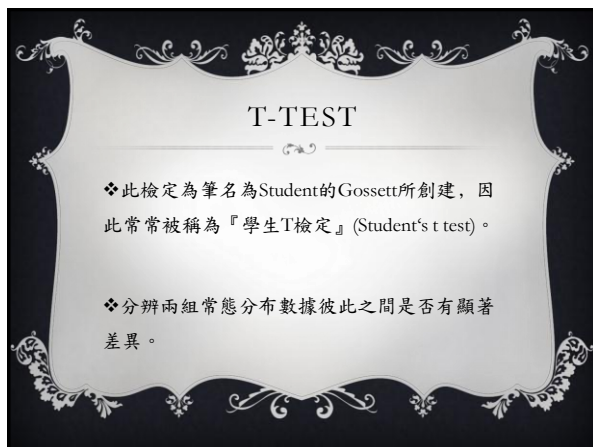 T-TEST
❖此檢定為筆名為Student的Gossett所創建，因
此常常被稱為『學生T檢定』(Student‘s t test)。
❖分辨兩組常態分布數據彼此之間是否有顯著
差異。